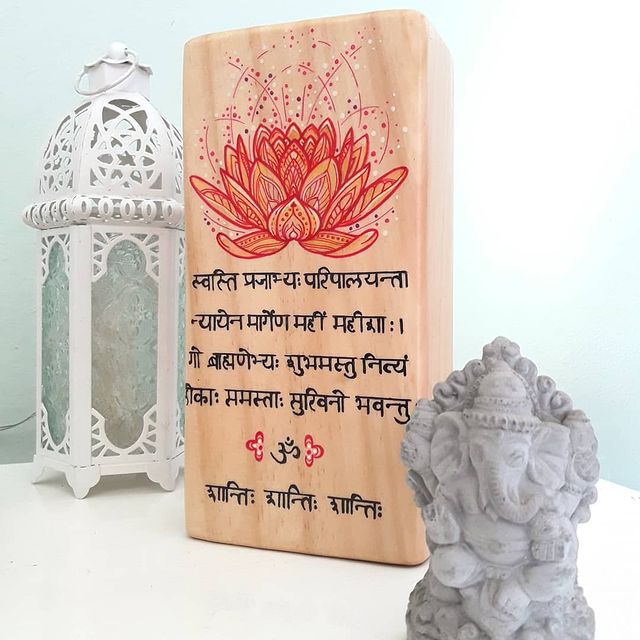 स्वस्ति प्रजाभ्यः परिपालयन्ता
न्यायेन मार्गेण महीं महीशाः।
गो ब्राह्मणेभ्यः शुभमस्तु नित्यं
लोकाः समस्ताः सुखिनो भवन्तु
ॐ
शान्तिः शान्तिः शान्तिः